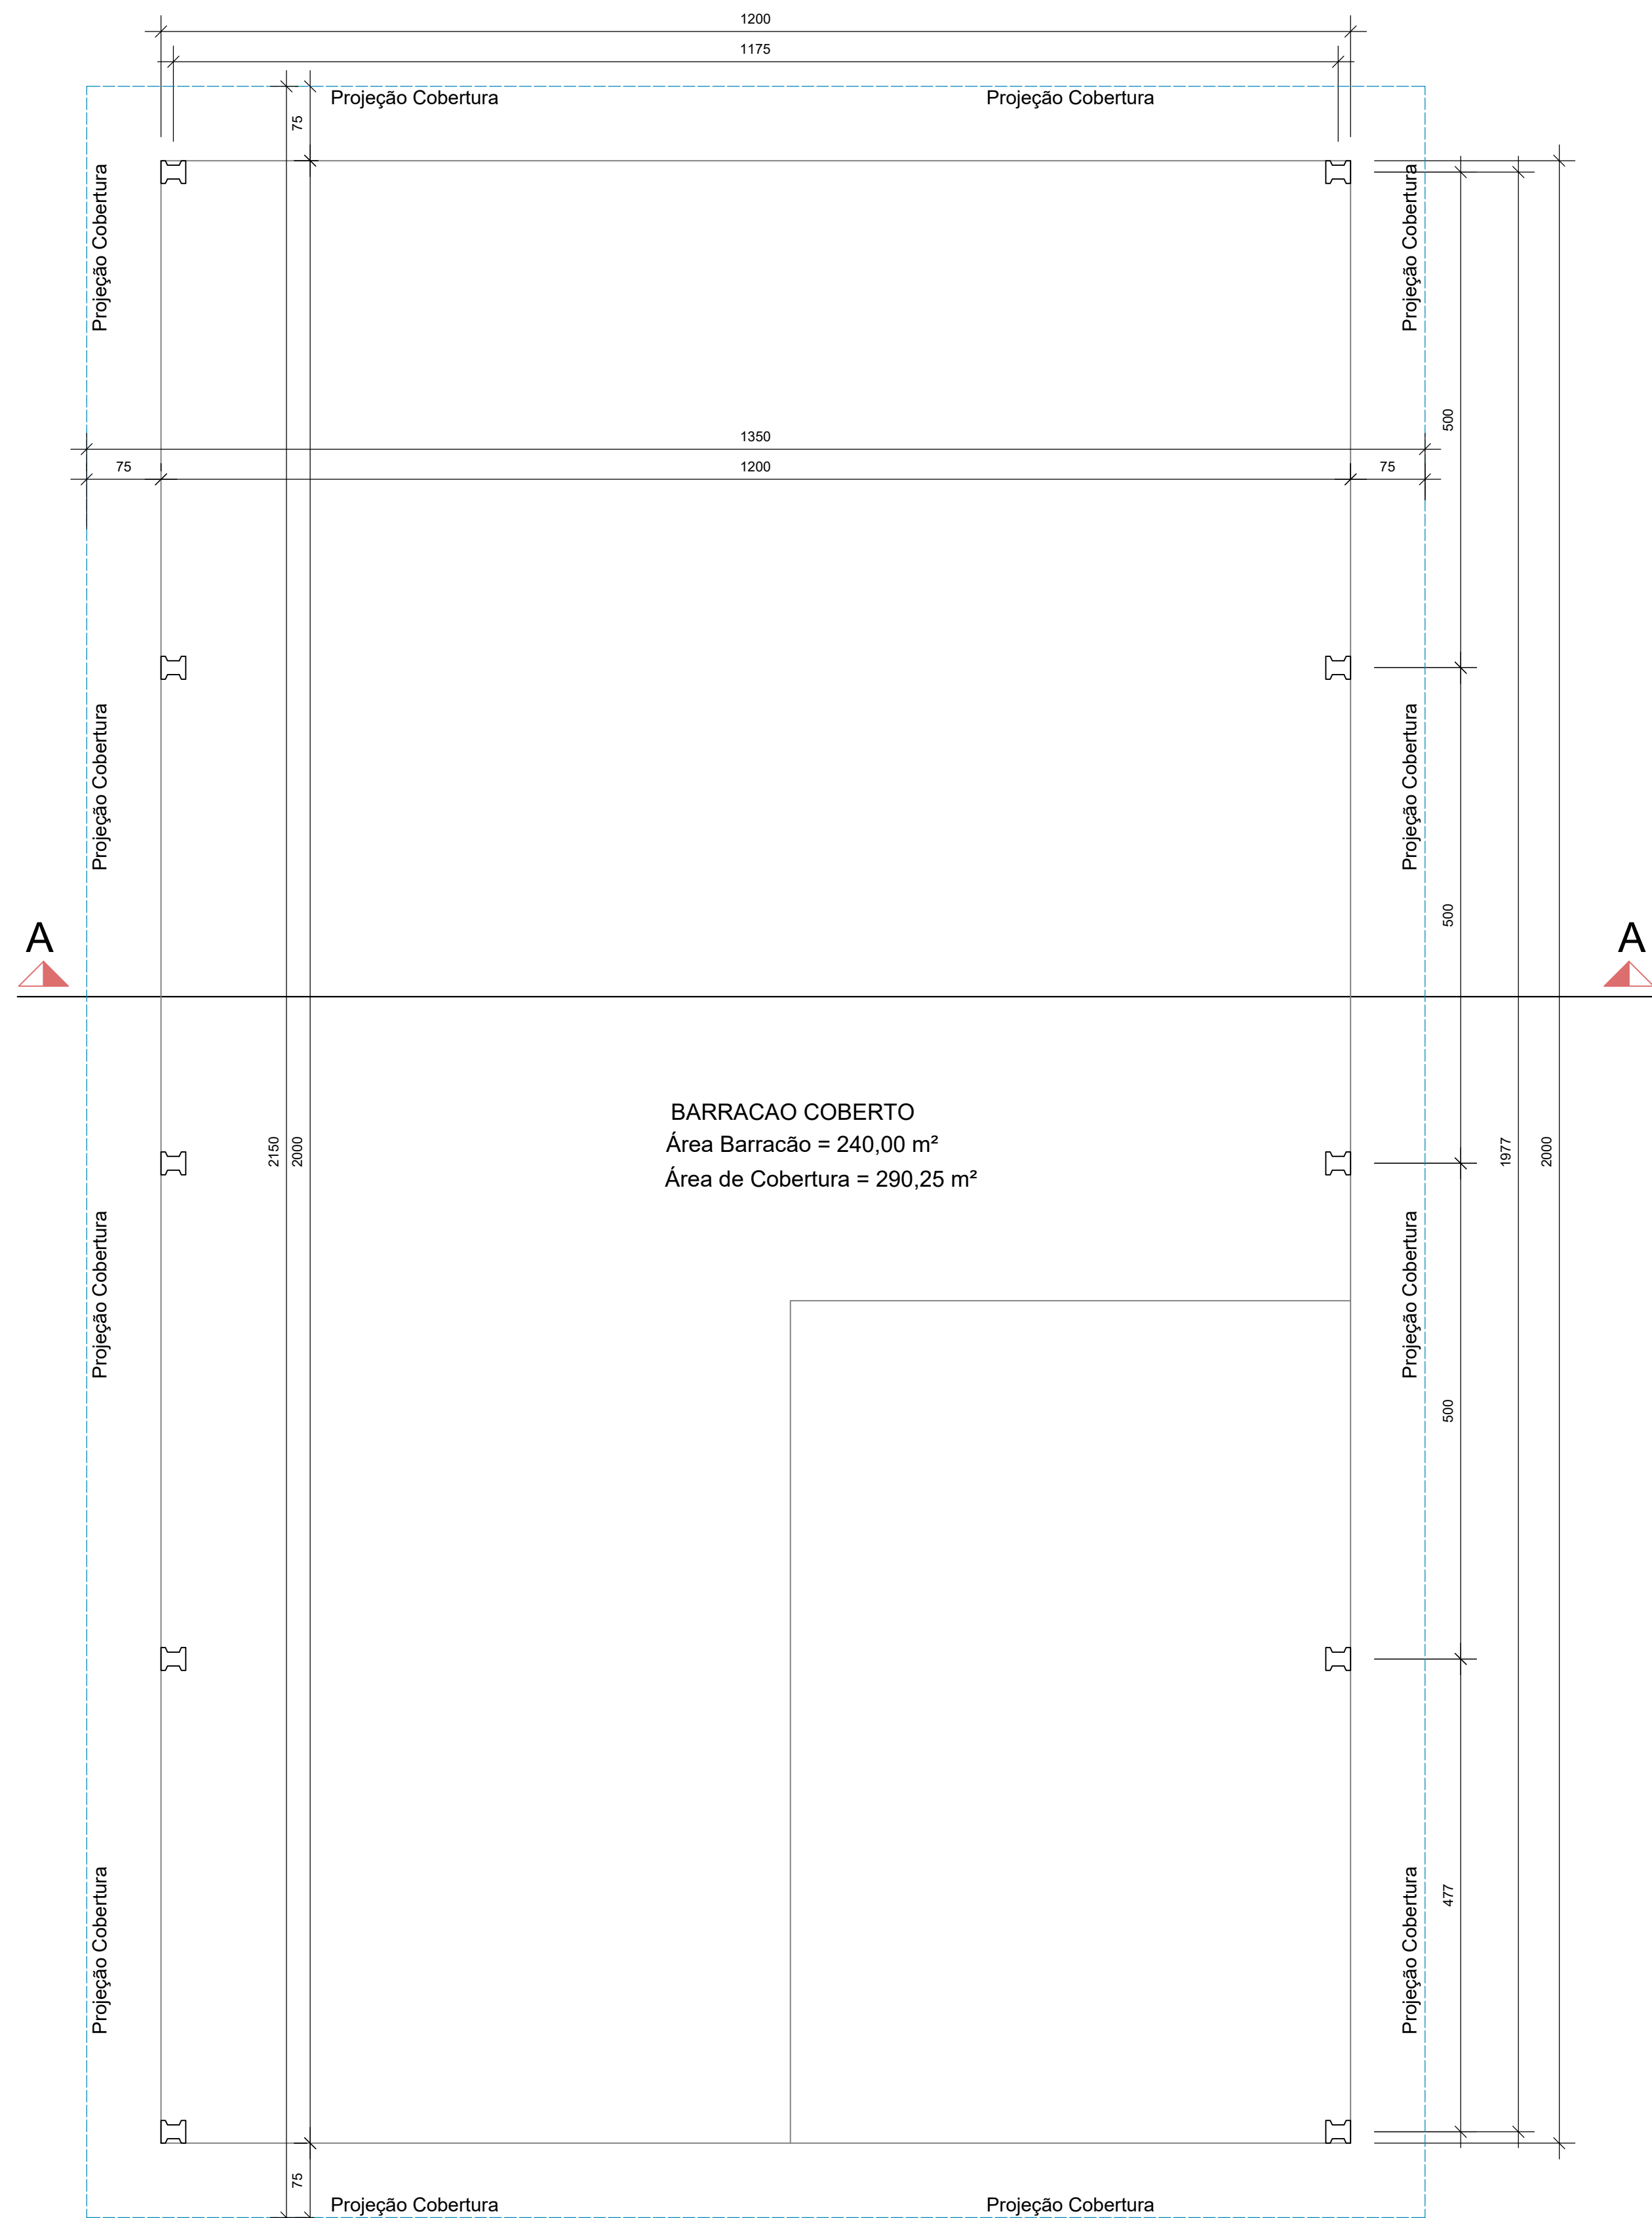 1200
1175
Projeção Cobertura
Projeção Cobertura
75
Projeção Cobertura
Projeção Cobertura
500
1350
75
1200
75
Projeção Cobertura
Projeção Cobertura
500
A
A
BARRACAO COBERTO
Área Barracão = 240,00 m²
Área de Cobertura = 290,25 m²
2150
2000
1977
2000
Projeção Cobertura
Projeção Cobertura
500
477
Projeção Cobertura
Projeção Cobertura
75
Projeção Cobertura
Projeção Cobertura